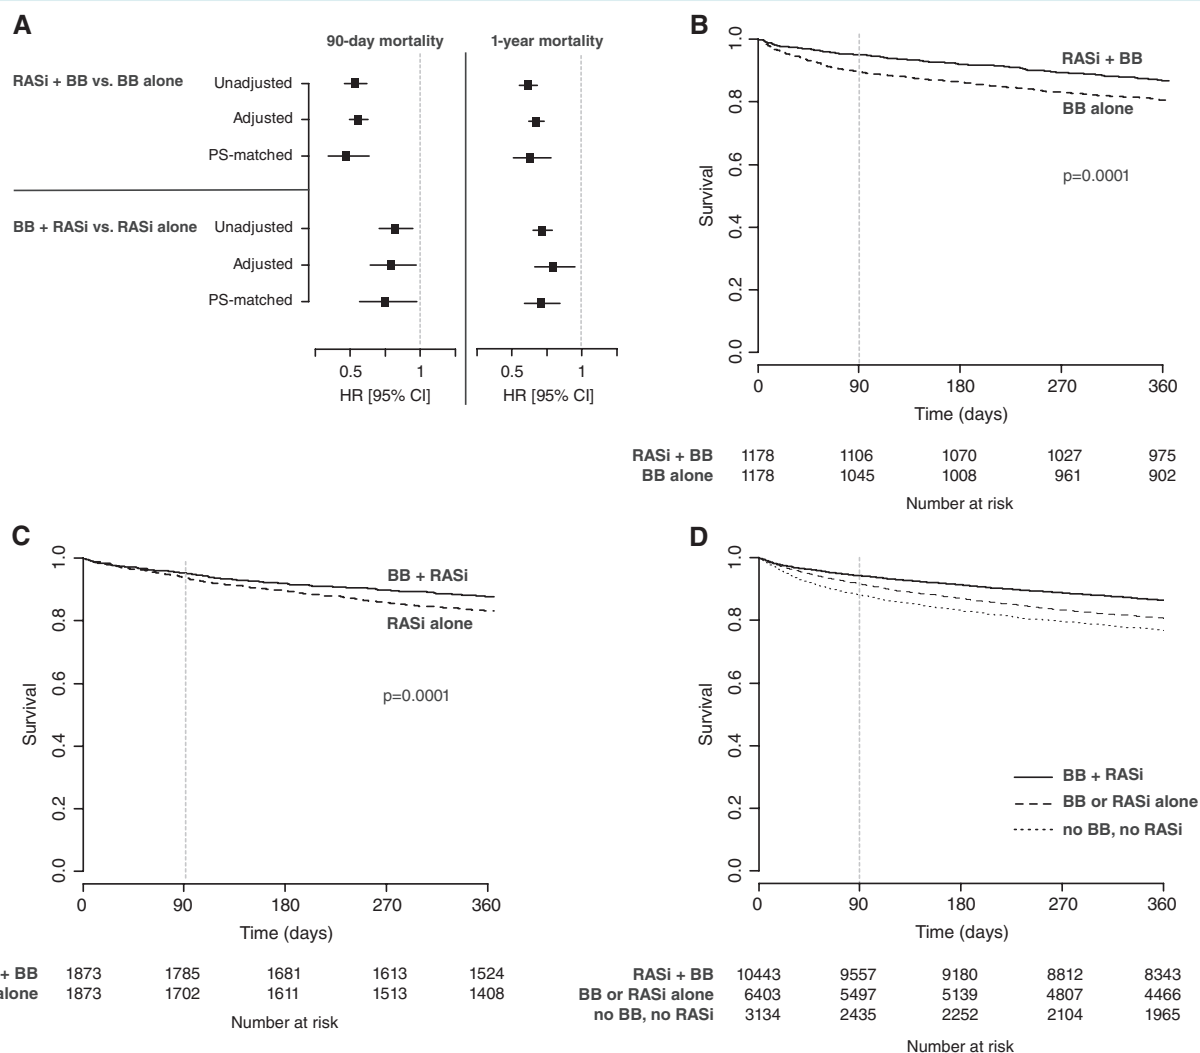 A
90-day mortality
1-year mortality
RASi + BB vs. BB alone
Unadjusted
Adjusted
PS-matched
BB + RASi vs. RASi alone
Unadjusted
Adjusted
PS-matched
0.5 1
HR [95% CI]
0.5 1
HR [95% CI]
B
Survival
1.0
0.8
0.6
0.4
0.2
0.0
RASi + BB
BB alone
p=0.0001
0 90 180 270 360
Time (days)
RASi + BB 1178 1106 1070 1027 975
BB alone 1178 1045 1008 961 902
Number at risk
C
Survival
1.0
0.8
0.6
0.4
0.2
0.0
BB + RASi
RASi alone
p=0.0001
0 90 180 270 360
Time (days)
+ BB 1873 1785 1681 1613 1524
alone 1873 1702 1611 1513 1408
Number at risk
D
Survival
1.0
0.8
0.6
0.4
0.2
0.0
BB + RASi
BB or RASi alone
no BB, no RASi
0 90 180 270 360
Time (days)
RASi + BB 10443 9557 9180 8812 8343
BB or RASi alone 6403 5497 5139 4807 4466
no BB, no RASi 3134 2435 2252 2104 1965
Number at risk